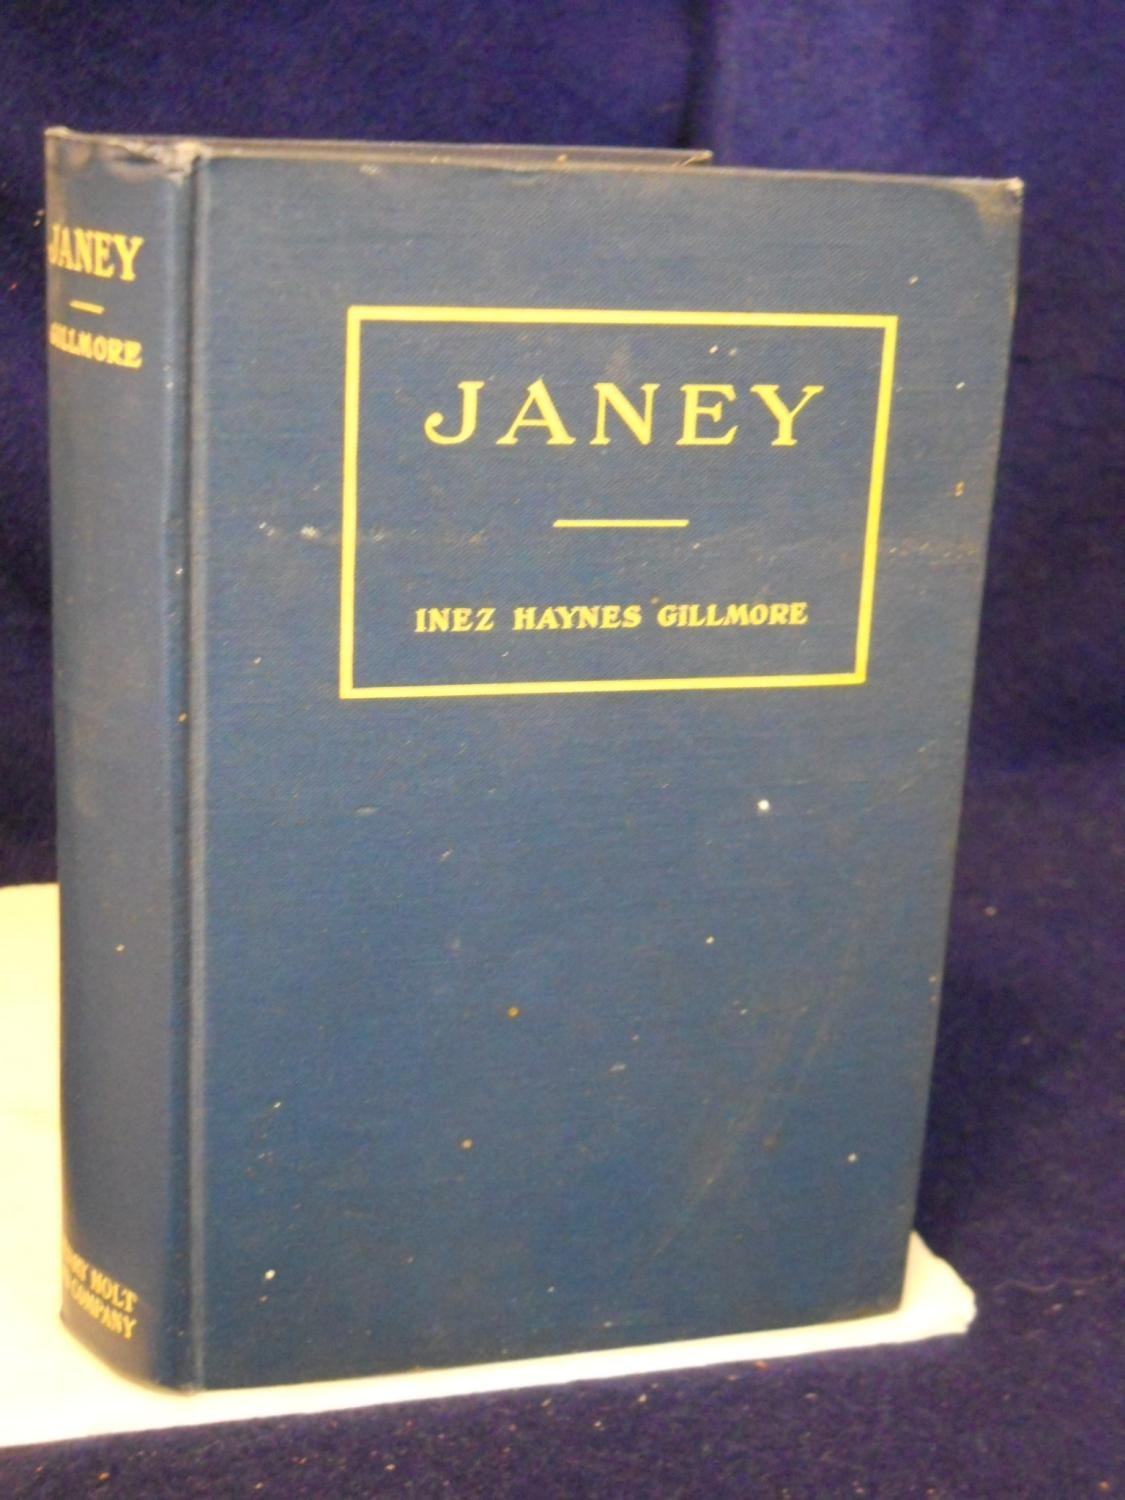 JANEY
GILLMORE
JANEY
INEZ HAYNES GILLMORE
HOLT
COMPANY